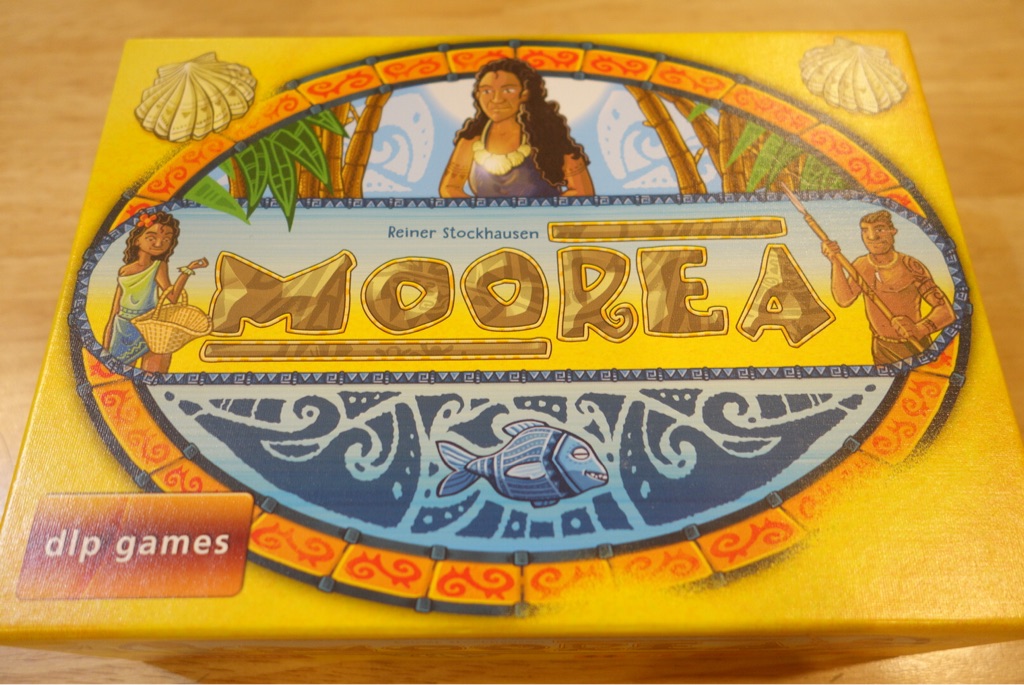 Reiner Stockhausen
MOOREA
dlp games